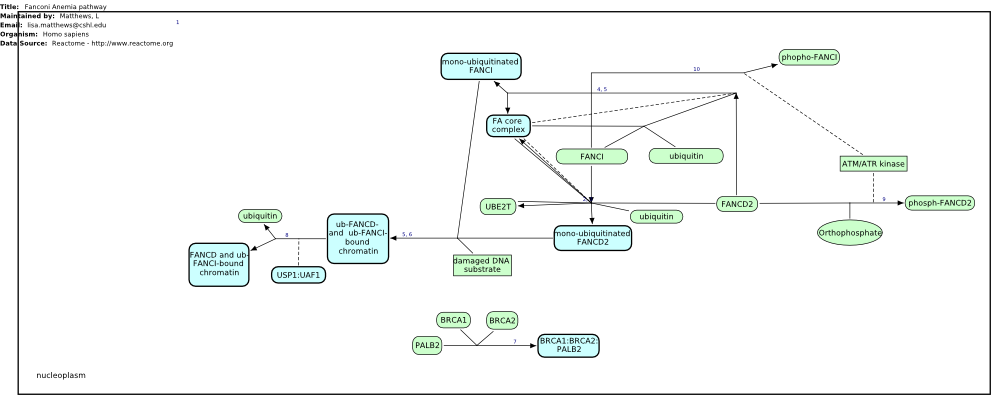 Title: Fanconi Anemia pathway
Maintained by: Matthews, L
Email: lisa.matthews@cshl.edu
Organism: Homo sapiens
Data Source: Reactome - http://www.reactome.org
1
phopho-FANCI
mono-ubiquitinated
FANCI
10
4, 5
FA core
complex
FANCI
ubiquitin
ATM/ATR kinase
UBE2T
2
FANCD2
9
phosph-FANCD2
ubiquitin
ubiquitin
ub-FANCD-
and ub-FANCI-
bound
chromatin
Orthophosphate
8
5, 6
mono-ubiquitinated
FANCD2
FANCD and ub-
FANCI-bound
chromatin
USP1:UAF1
damaged DNA
substrate
BRCA1
BRCA2
PALB2
7
BRCA1:BRCA2:
PALB2
nucleoplasm